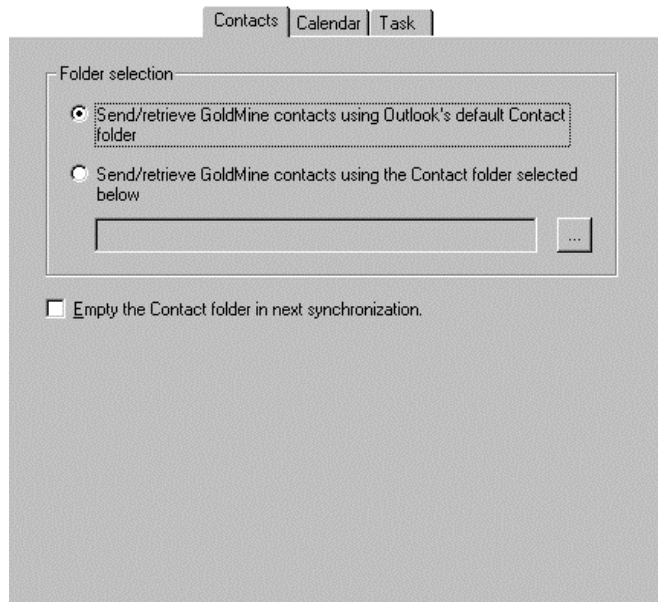 Contacts Calendar Task
Folder selection
Send/retrieve GoldMine contacts using Outlook's default Contact
folder
Send/retrieve GoldMine contacts using the Contact folder selected
below
...
Empty the Contact folder in next synchronization.